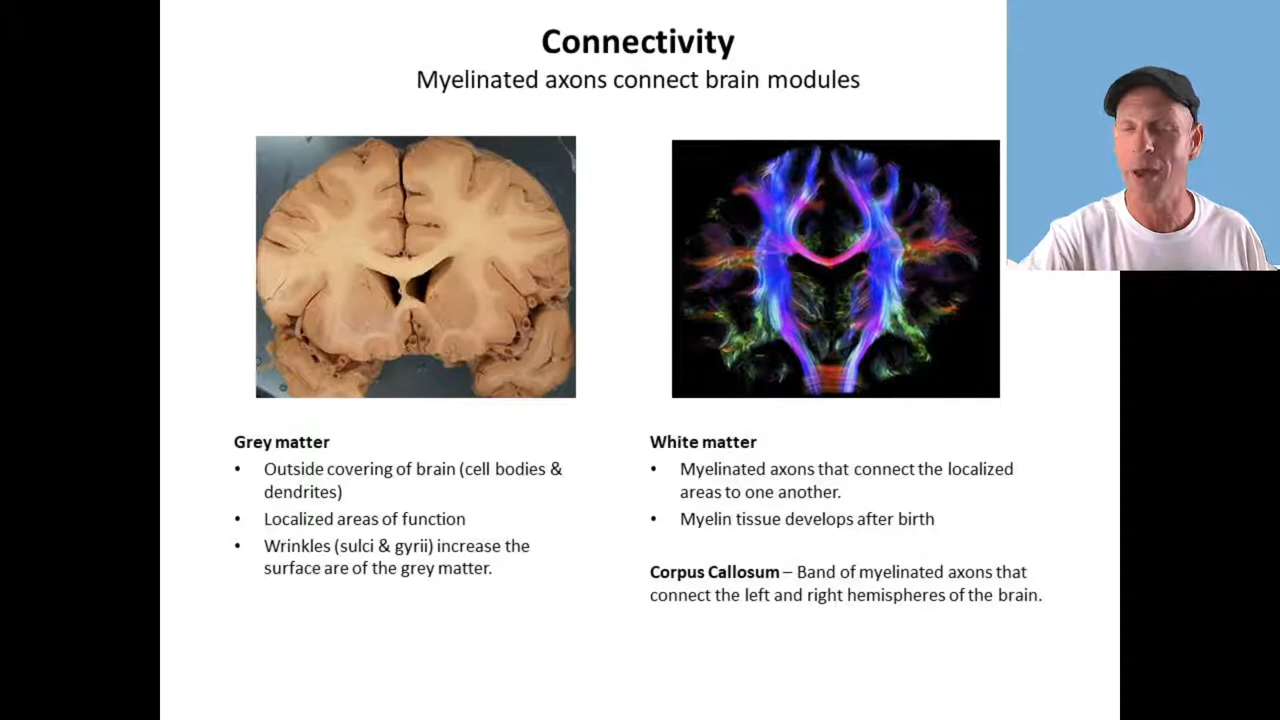 Connectivity
Myelinated axons connect brain modules
Grey matter
• Outside covering of brain (cell bodies &
dendrites)
• Localized areas of function
• Wrinkles (sulci & gyrii) increase the
surface are of the grey matter.
White matter
• Myelinated axons that connect the localized
areas to one another.
• Myelin tissue develops after birth
Corpus Callosum – Band of myelinated axons that
connect the left and right hemispheres of the brain.